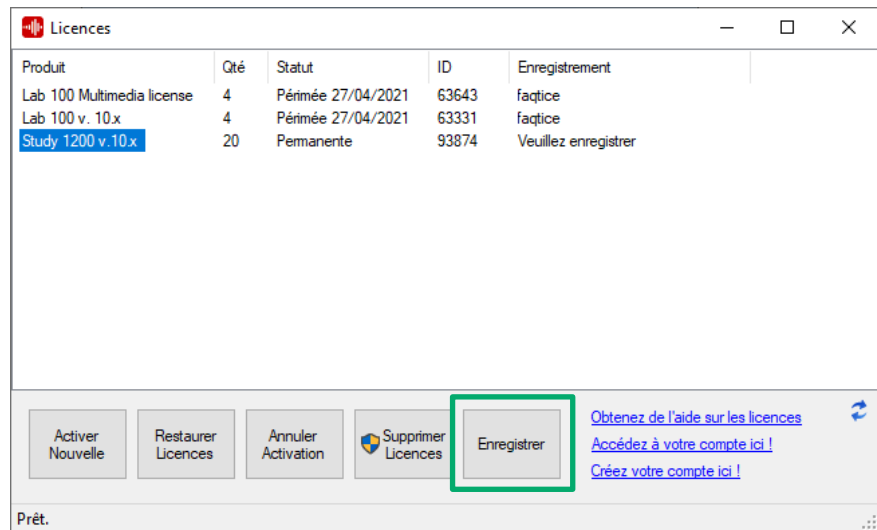 Licences
Produit Qté Statut ID Enregistrement
Lab 100 Multimedia license 4 Périmée 27/04/2021 63643 faqtice
Lab 100 v. 10.x 4 Périmée 27/04/2021 63331 faqtice
Study 1200 v.10.x 20 Permanente 93874 Veuillez enregistrer
Activer Nouvelle
Restaurer Licences
Annuler Activation
Supprimer Licences
Enregistrer
Obtenez de l'aide sur les licences
Accédez à votre compte ici !
Créez votre compte ici !
Prêt.